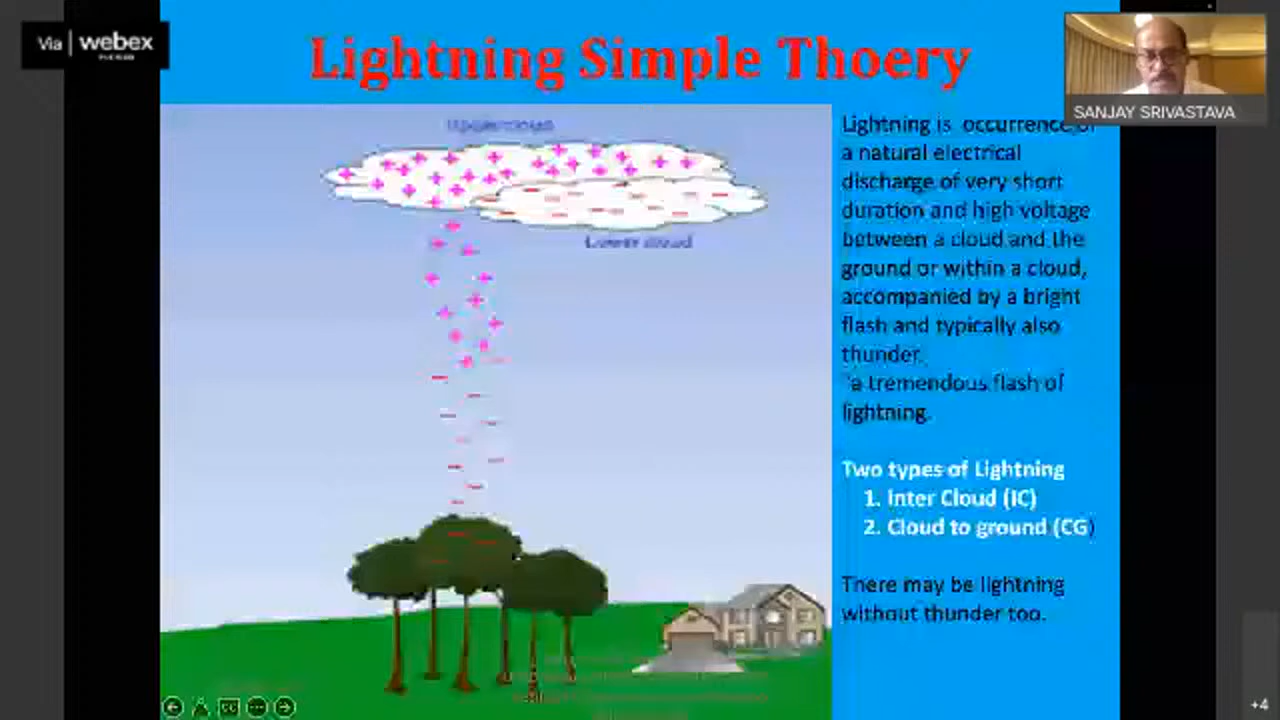 Via webex
Lightning Simple Thoery
SANJAY SRIVASTAVA
Lightning is occurrence of
a natural electrical
discharge of very short
duration and high voltage
between a cloud and the
ground or within a cloud,
accompanied by a bright
flash and typically also
thunder.
'a tremendous flash of
lightning.
Lower cloud
Two types of Lightning
1. Inter Cloud (IC)
2. Cloud to ground (CG)
There may be lightning
without thunder too.
+4